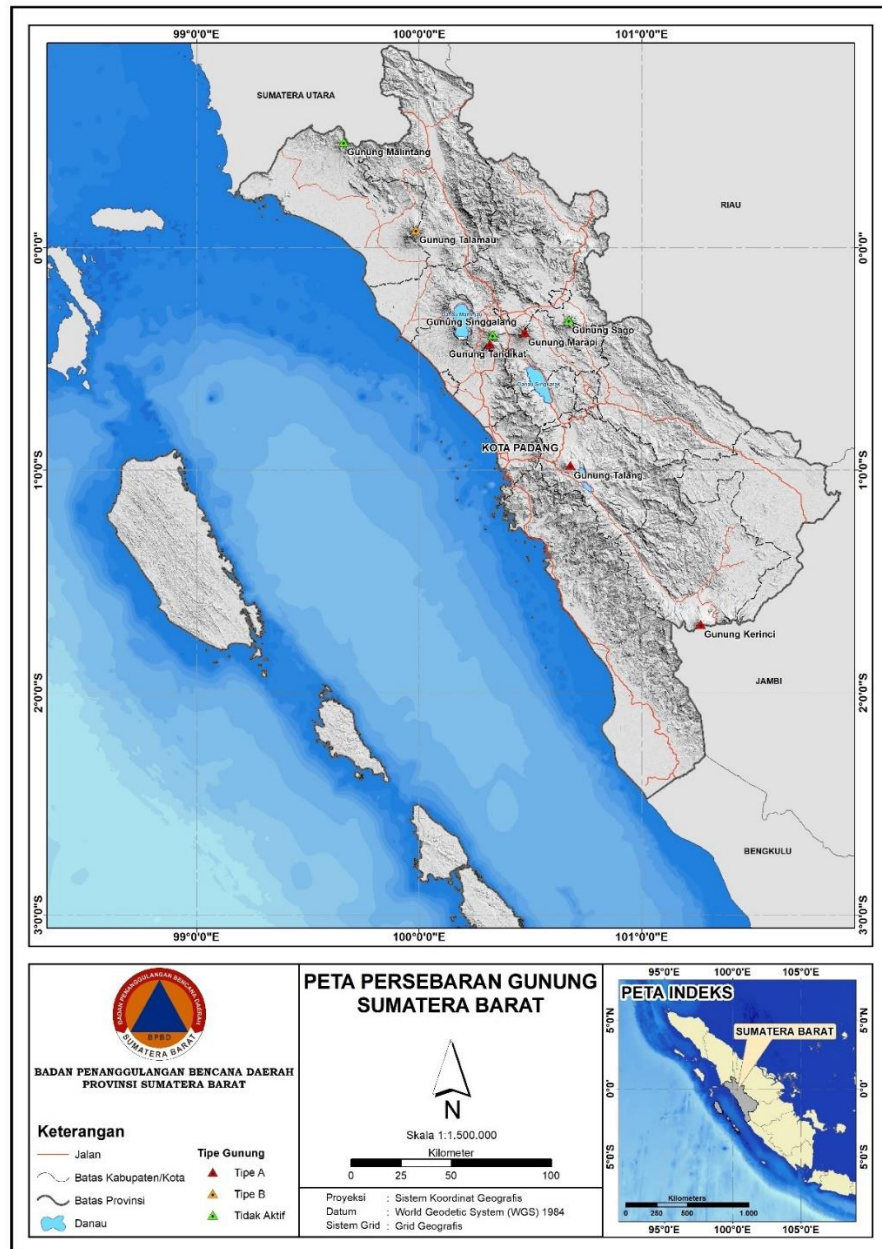 99°0'0"E
100°0'0"E
101°0'0"E
SUMATERA UTARA
Gunung Malintang
RIAU
0°0'0"
Gunung Talamau
0°0'0"
Gunung Singgalang
Gunung Sago
Gunung Marapi
Gunung Tandikat
Danau Singkarak
KOTA PADANG
1°0'0"S
Gunung Talang
1°0'0"S
Gunung Kerinci
JAMBI
2°0'0"S
2°0'0"S
BENGKULU
3°0'0"S
3°0'0"S
99°0'0"E
100°0'0"E
101°0'0"E
BADAN PENANGGULANGAN BENCANA DAERAH
BPBD
SUMATERA BARAT
BADAN PENANGGULANGAN BENCANA DAERAH
PROVINSI SUMATERA BARAT
Keterangan
Jalan
Batas Kabupaten/Kota
Batas Provinsi
Danau
Tipe Gunung
Tipe A
Tipe B
Tidak Aktif
PETA PERSEBARAN GUNUNG
SUMATERA BARAT
N
Skala 1:1.500.000
Kilometer
0 25 50 100
Proyeksi : Sistem Koordinat Geografis
Datum : World Geodetic System (WGS) 1984
Sistem Grid : Grid Geografis
95°0'E 100°0'E 105°0'E
PETA INDEKS
SUMATERA BARAT
5°0'N
5°0'N
0°0'
0°0'
5°0'S
5°0'S
Kilometers
0 250 500 1.000
95°0'E 100°0'E 105°0'E